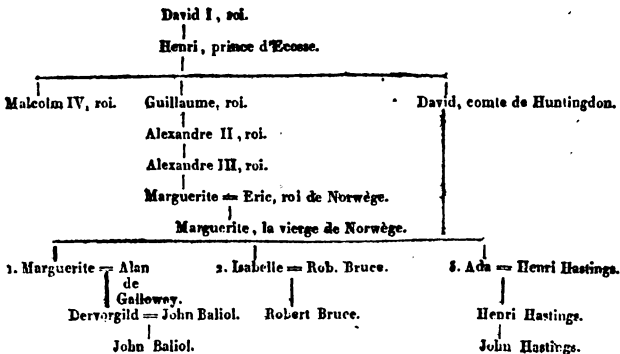 David I, roi.
Henri, prince d'Ecosse.
Malcolm IV, roi. Guillaume, roi. David, comte de Huntingdon.
Alexandre II, roi.
Alexandre III, roi.
Marguerite = Eric, roi de Norwège.
Marguerite, la vierge de Norwège.
1. Marguerite = Alan 2. Isabelle = Rob. Bruce. 3. Ada = Henri Hastings.
de
Galloway.
Dervorgild = John Baliol. Robert Bruce. Henri Hastings.
John Baliol. John Hastings.